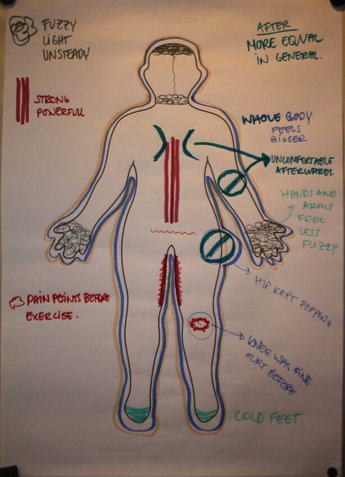 FUZZY
LIGHT
UNSTEADY
AFTER
MORE EQUAL
IN GENERAL.
STRONG
POWERFUL
WHOLE BODY
FEELS
BIGGER
UNCOMFORTABLE
AFTERWARDS.
HANDS AND
ARMS
FEEL
LESS
FUZZY
HIP KEPT POPPING
PAIN POINTS BEFORE
EXERCISE.
KNEE WAS FINE
HURT BEFORE
COLD FEET.